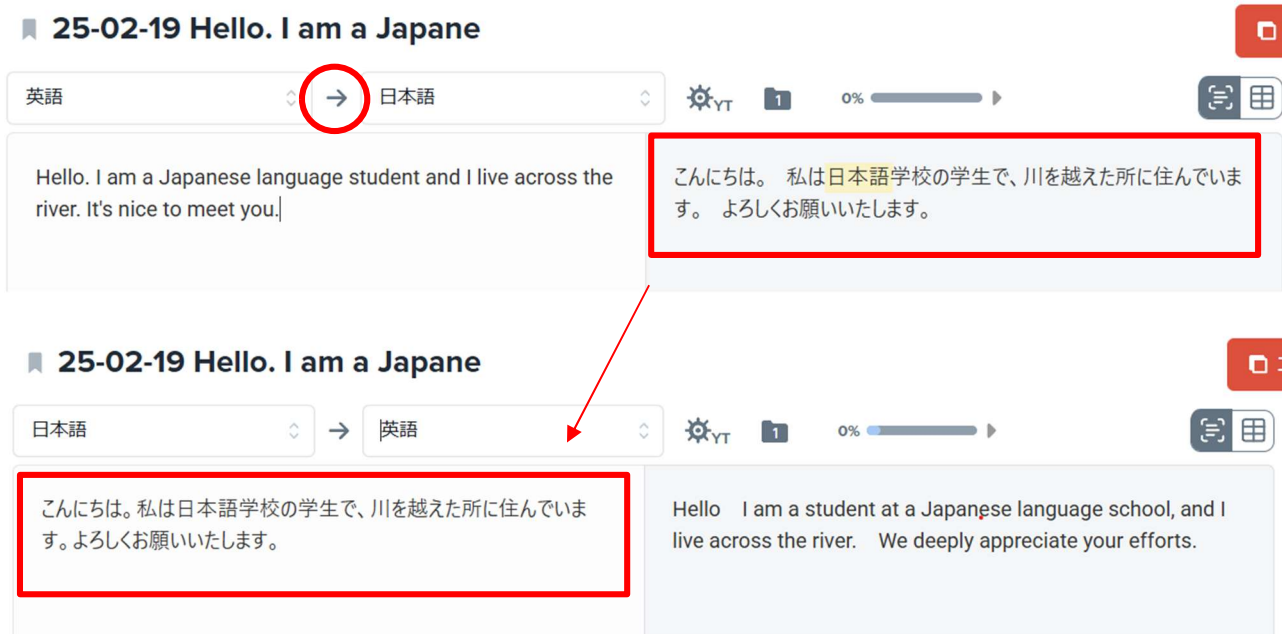 25-02-19 Hello. I am a Japane
英語 → 日本語 YT 1 0%
Hello. I am a Japanese language student and I live across the
river. It's nice to meet you.
こんにちは。 私は日本語学校の学生で、川を越えた所に住んでいま
す。 よろしくお願いいたします。
25-02-19 Hello. I am a Japane
日本語 → 英語 YT 1 0%
こんにちは。私は日本語学校の学生で、川を越えた所に住んでいま
す。よろしくお願いいたします。
Hello I am a student at a Japanese language school, and I
live across the river. We deeply appreciate your efforts.